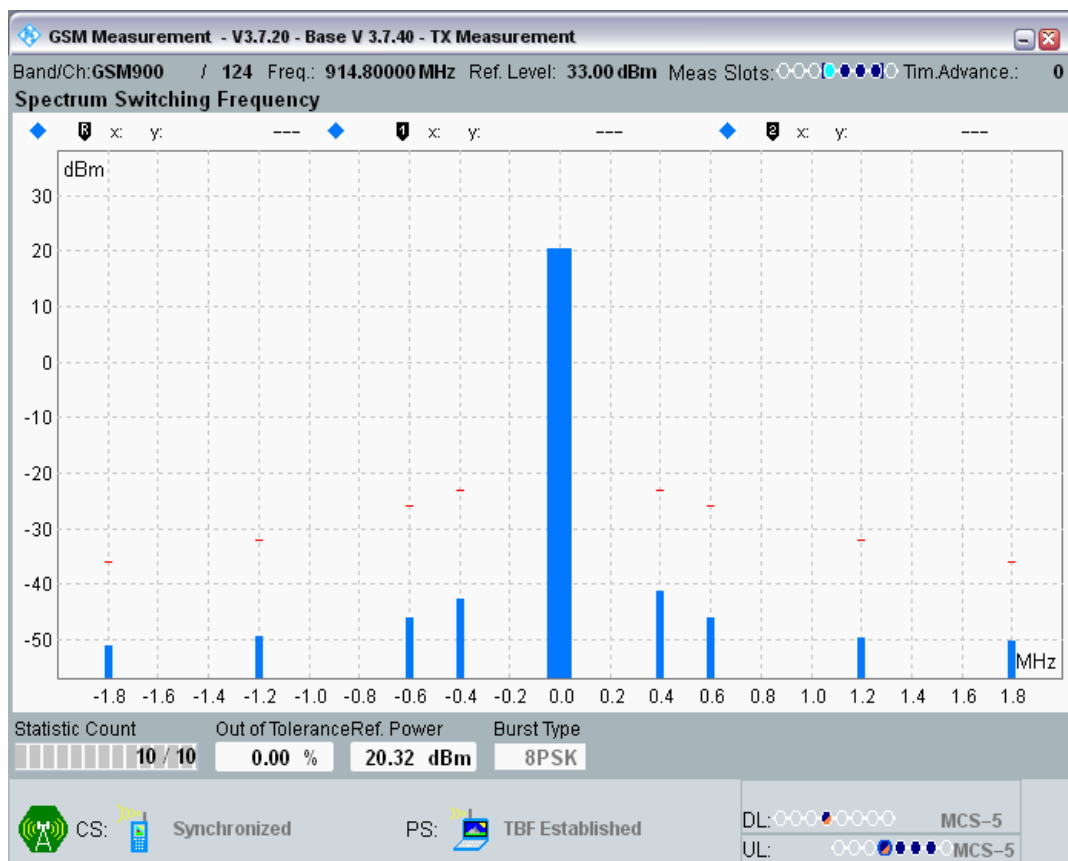 GSM Measurement - V3.7.20 - Base V 3.7.40 - TX Measurement
Band/Ch:GSM900 / 124 Freq.: 914.80000 MHz Ref. Level: 33.00 dBm Meas Slots: Tim.Advance.: 0
Spectrum Switching Frequency
R x: y: --- 1 x: y: --- 2 x: y: ---
dBm
30
20
10
0
-10
-20
-30
-40
-50
MHz
-1.8 -1.6 -1.4 -1.2 -1.0 -0.8 -0.6 -0.4 -0.2 0.0 0.2 0.4 0.6 0.8 1.0 1.2 1.4 1.6 1.8
Statistic Count Out of Tolerance Ref. Power Burst Type
10 / 10 0.00 % 20.32 dBm 8PSK
CS: Synchronized PS: TBF Established
DL: MCS-5
UL: MCS-5